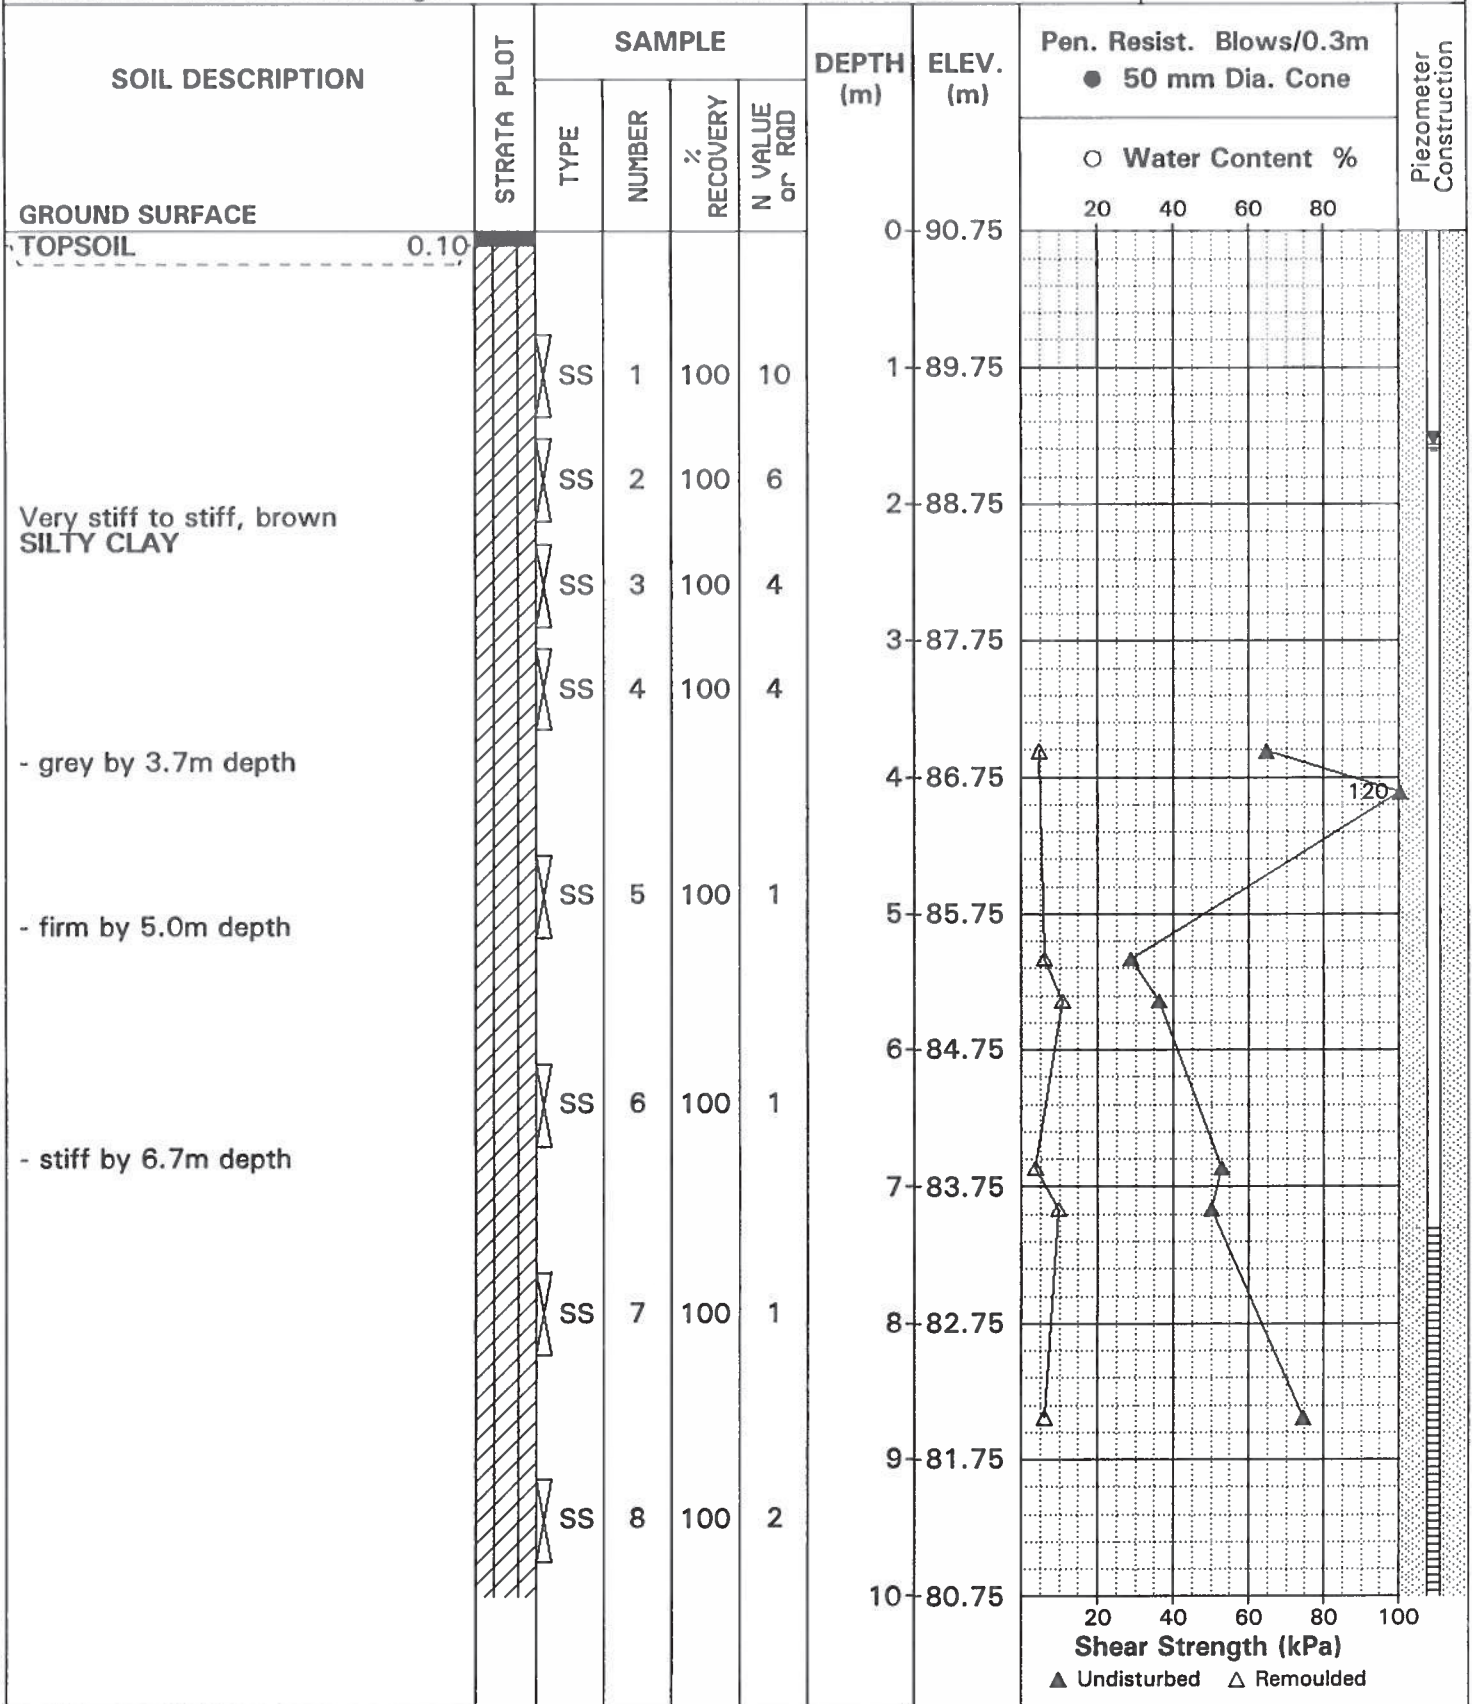 SOIL DESCRIPTION
GROUND SURFACE
STRATA PLOT
SAMPLE
TYPE
NUMBER
%
RECOVERY
N VALUE
or RQD
DEPTH
(m)
ELEV.
(m)
Pen. Resist. Blows/0.3m
● 50 mm Dia. Cone
○ Water Content %
20 40 60 80
Piezometer
Construction
TOPSOIL 0.10
0 90.75
SS 1 100 10
1 89.75
SS 2 100 6
2 88.75
Very stiff to stiff, brown
SILTY CLAY
SS 3 100 4
3 87.75
SS 4 100 4
- grey by 3.7m depth
4 86.75
120
SS 5 100 1
5 85.75
- firm by 5.0m depth
6 84.75
SS 6 100 1
- stiff by 6.7m depth
7 83.75
SS 7 100 1
8 82.75
9 81.75
SS 8 100 2
10 80.75
20 40 60 80 100
Shear Strength (kPa)
▲ Undisturbed △ Remoulded